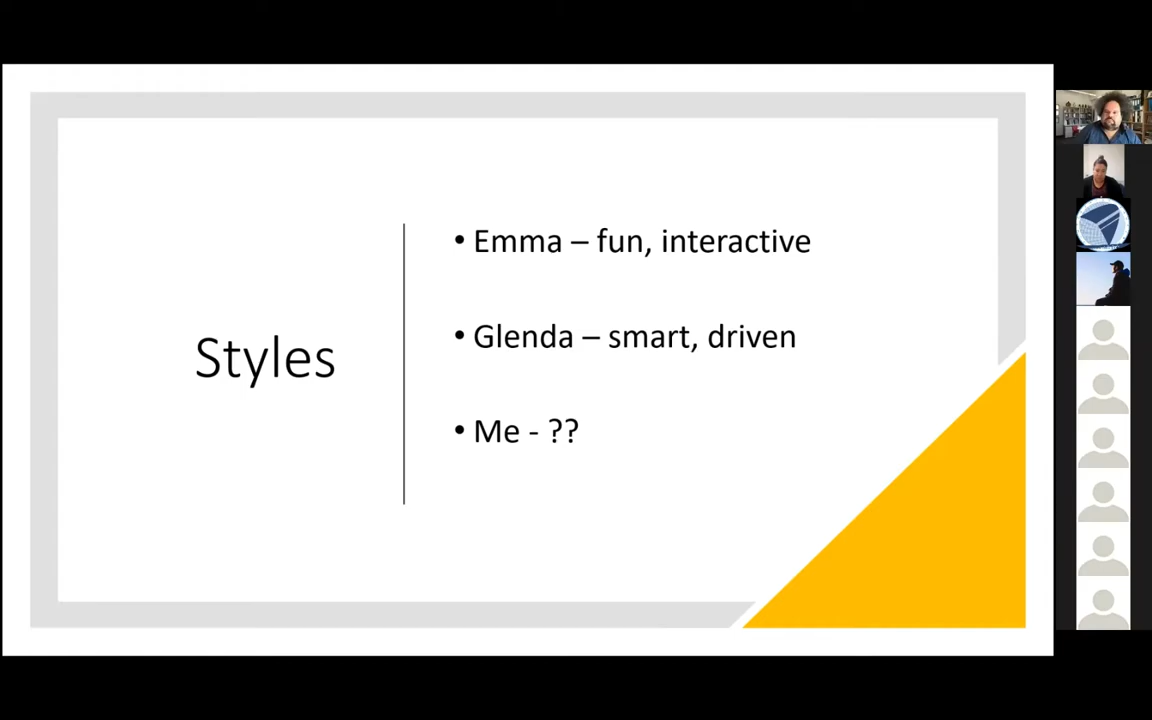 Styles
• Emma – fun, interactive
• Glenda – smart, driven
• Me - ??